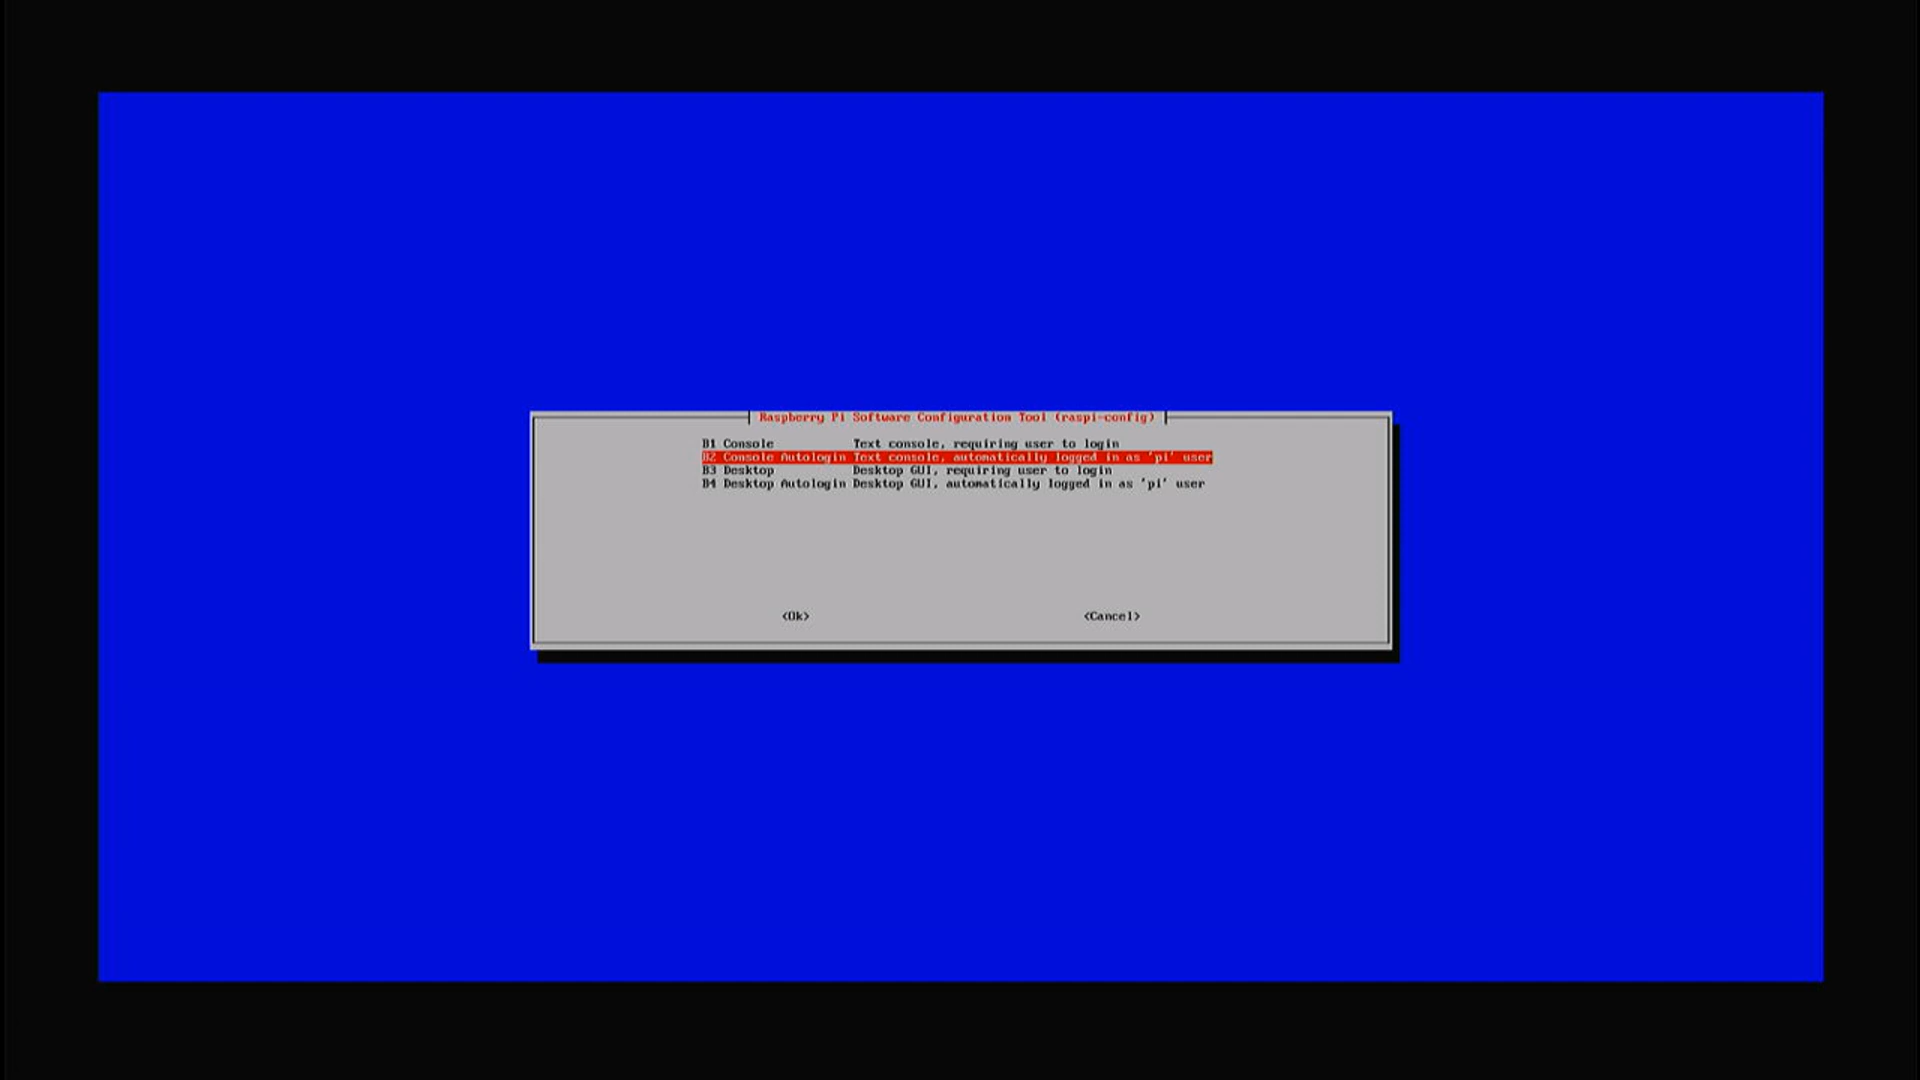 Raspberry Pi Software Configuration Tool (raspi-config)
B1 Console Text console, requiring user to login
B2 Console Autologin Text console, automatically logged in as 'pi' user
B3 Desktop Desktop GUI, requiring user to login
B4 Desktop Autologin Desktop GUI, automatically logged in as 'pi' user
<Ok> <Cancel>